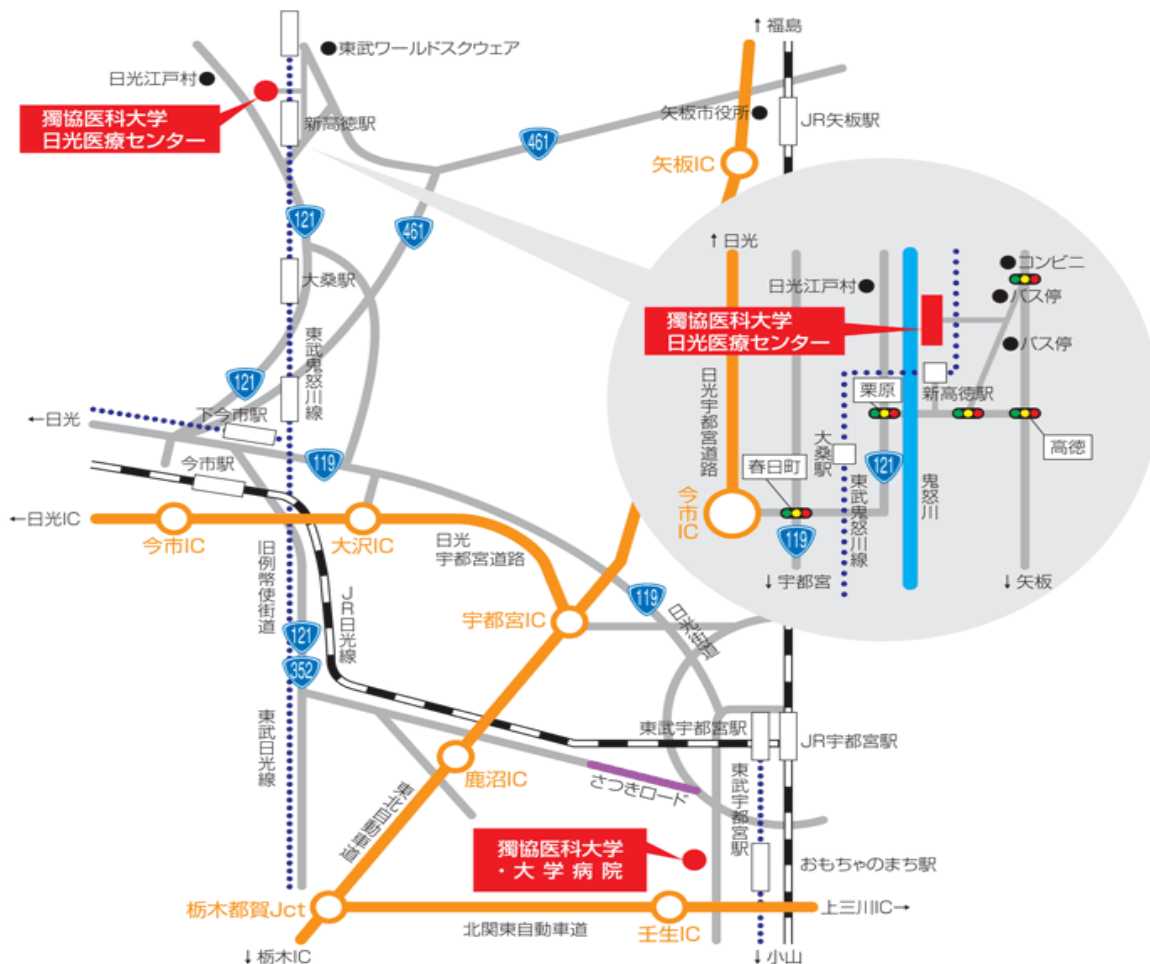 ↑福島
東武ワールドスクウェア
日光江戸村
獨協医科大学
日光医療センター
新高徳駅
矢板市役所
JR矢板駅
461
矢板IC
121
461
大桑駅
東武鬼怒川線
121
下今市駅
←日光
119
今市駅
←日光IC
今市IC
大沢IC
日光
宇都宮道路
旧例幣使街道
JR日光線
宇都宮IC
119
日光街道
121
352
東武日光線
東武宇都宮駅
JR宇都宮駅
鹿沼IC
さつきロード
東北自動車道
東武宇都宮駅
獨協医科大学
・大学病院
おもちゃのまち駅
栃木都賀Jct
北関東自動車道
壬生IC
上三川IC→
↓栃木IC
↓小山
↑日光
日光江戸村
コンビニ
バス停
獨協医科大学
日光医療センター
バス停
日光宇都宮道路
栗原
新高徳駅
大桑駅
高徳
春日町
121
今市
IC
119
東武鬼怒川線
鬼怒川
↓宇都宮
↓矢板